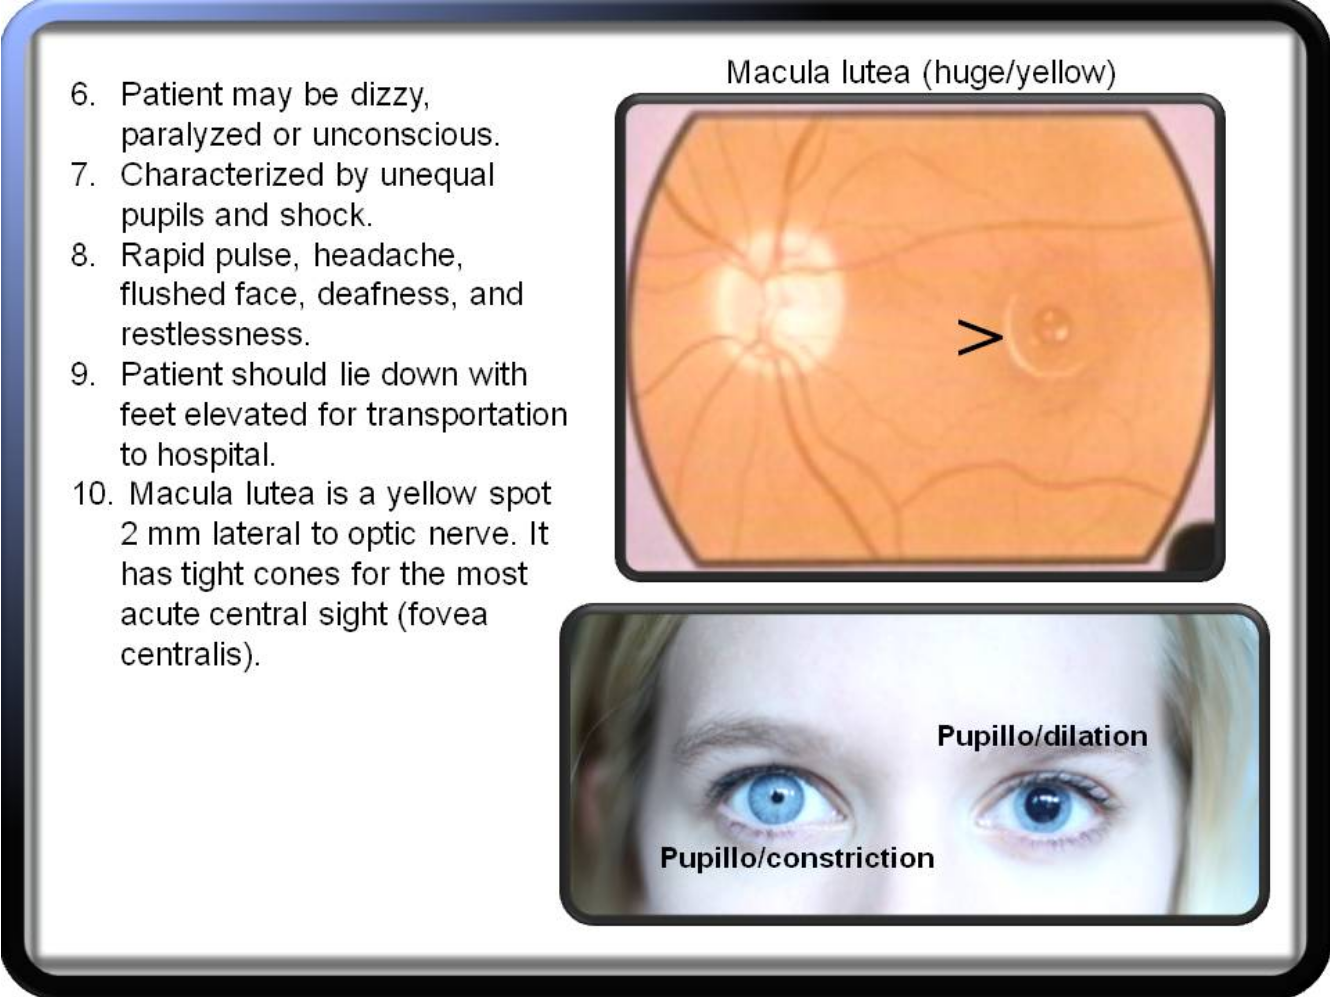 6. Patient may be dizzy,
paralyzed or unconscious.
7. Characterized by unequal
pupils and shock.
8. Rapid pulse, headache,
flushed face, deafness, and
restlessness.
9. Patient should lie down with
feet elevated for transportation
to hospital.
10. Macula lutea is a yellow spot
2 mm lateral to optic nerve. It
has tight cones for the most
acute central sight (fovea
centralis).
Macula lutea (huge/yellow)
>
Pupillo/dilation
Pupillo/constriction